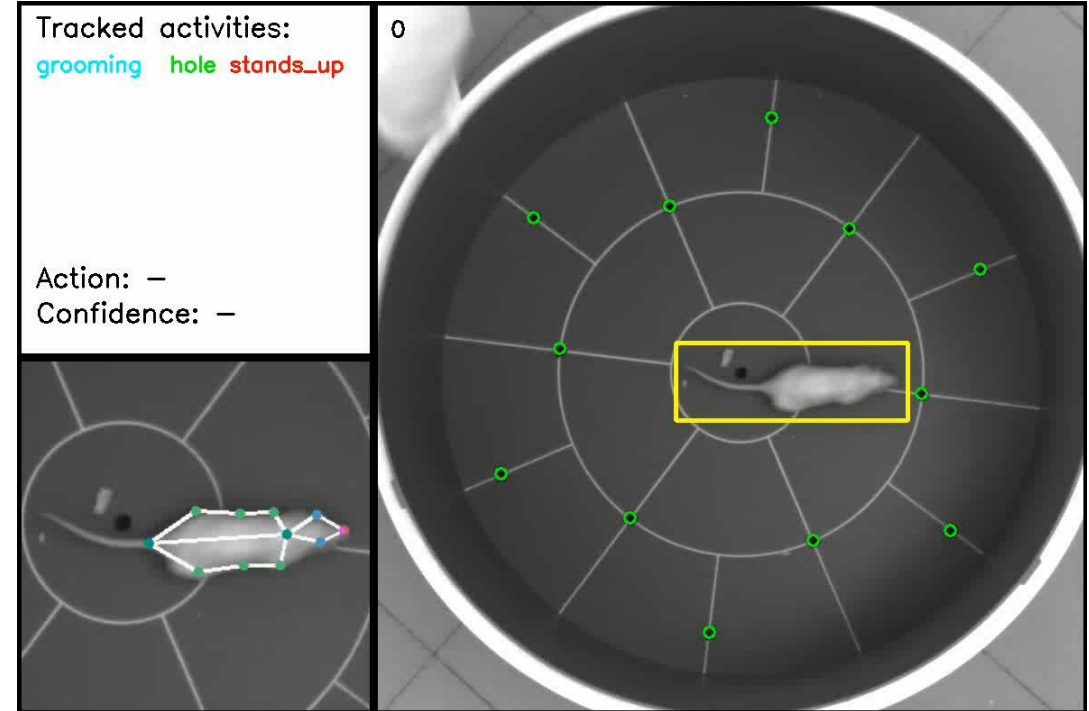 Tracked activities:
grooming hole stands_up
Action: –
Confidence: –
0